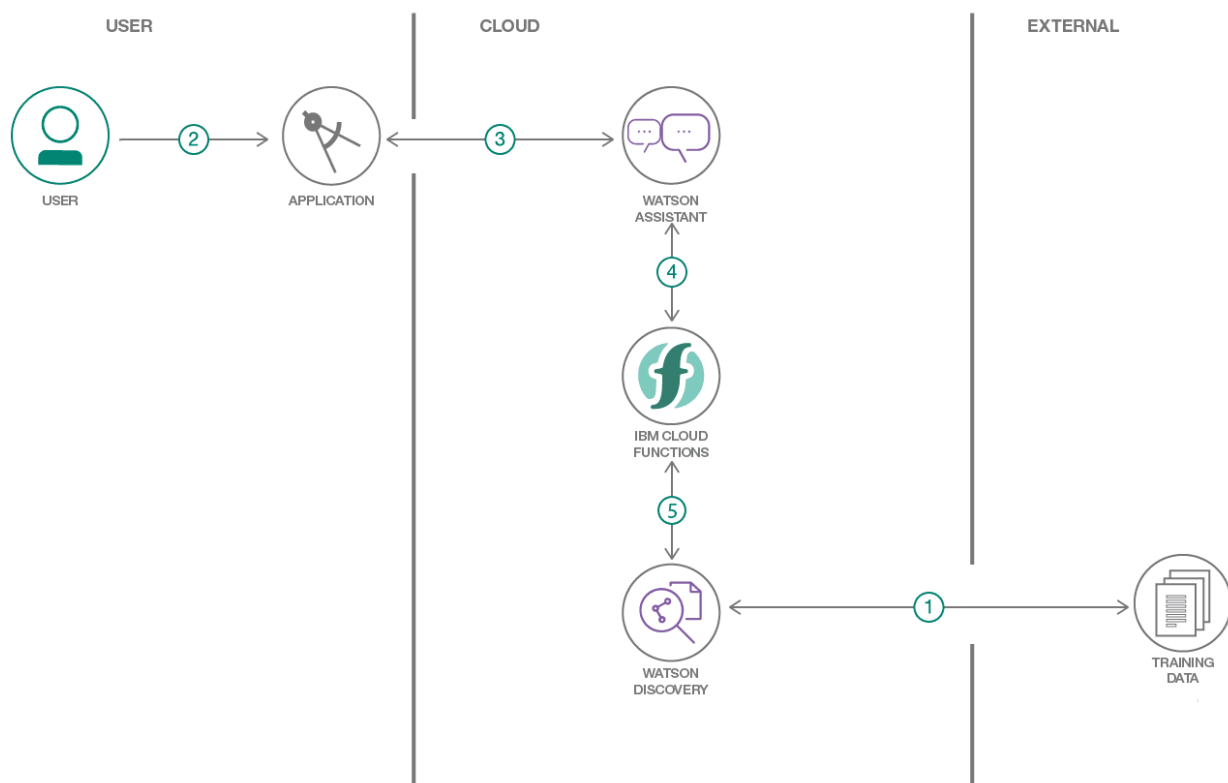 USER
CLOUD
EXTERNAL
2
3
USER
APPLICATION
WATSON
ASSISTANT
4
IBM CLOUD
FUNCTIONS
5
1
WATSON
DISCOVERY
TRAINING
DATA